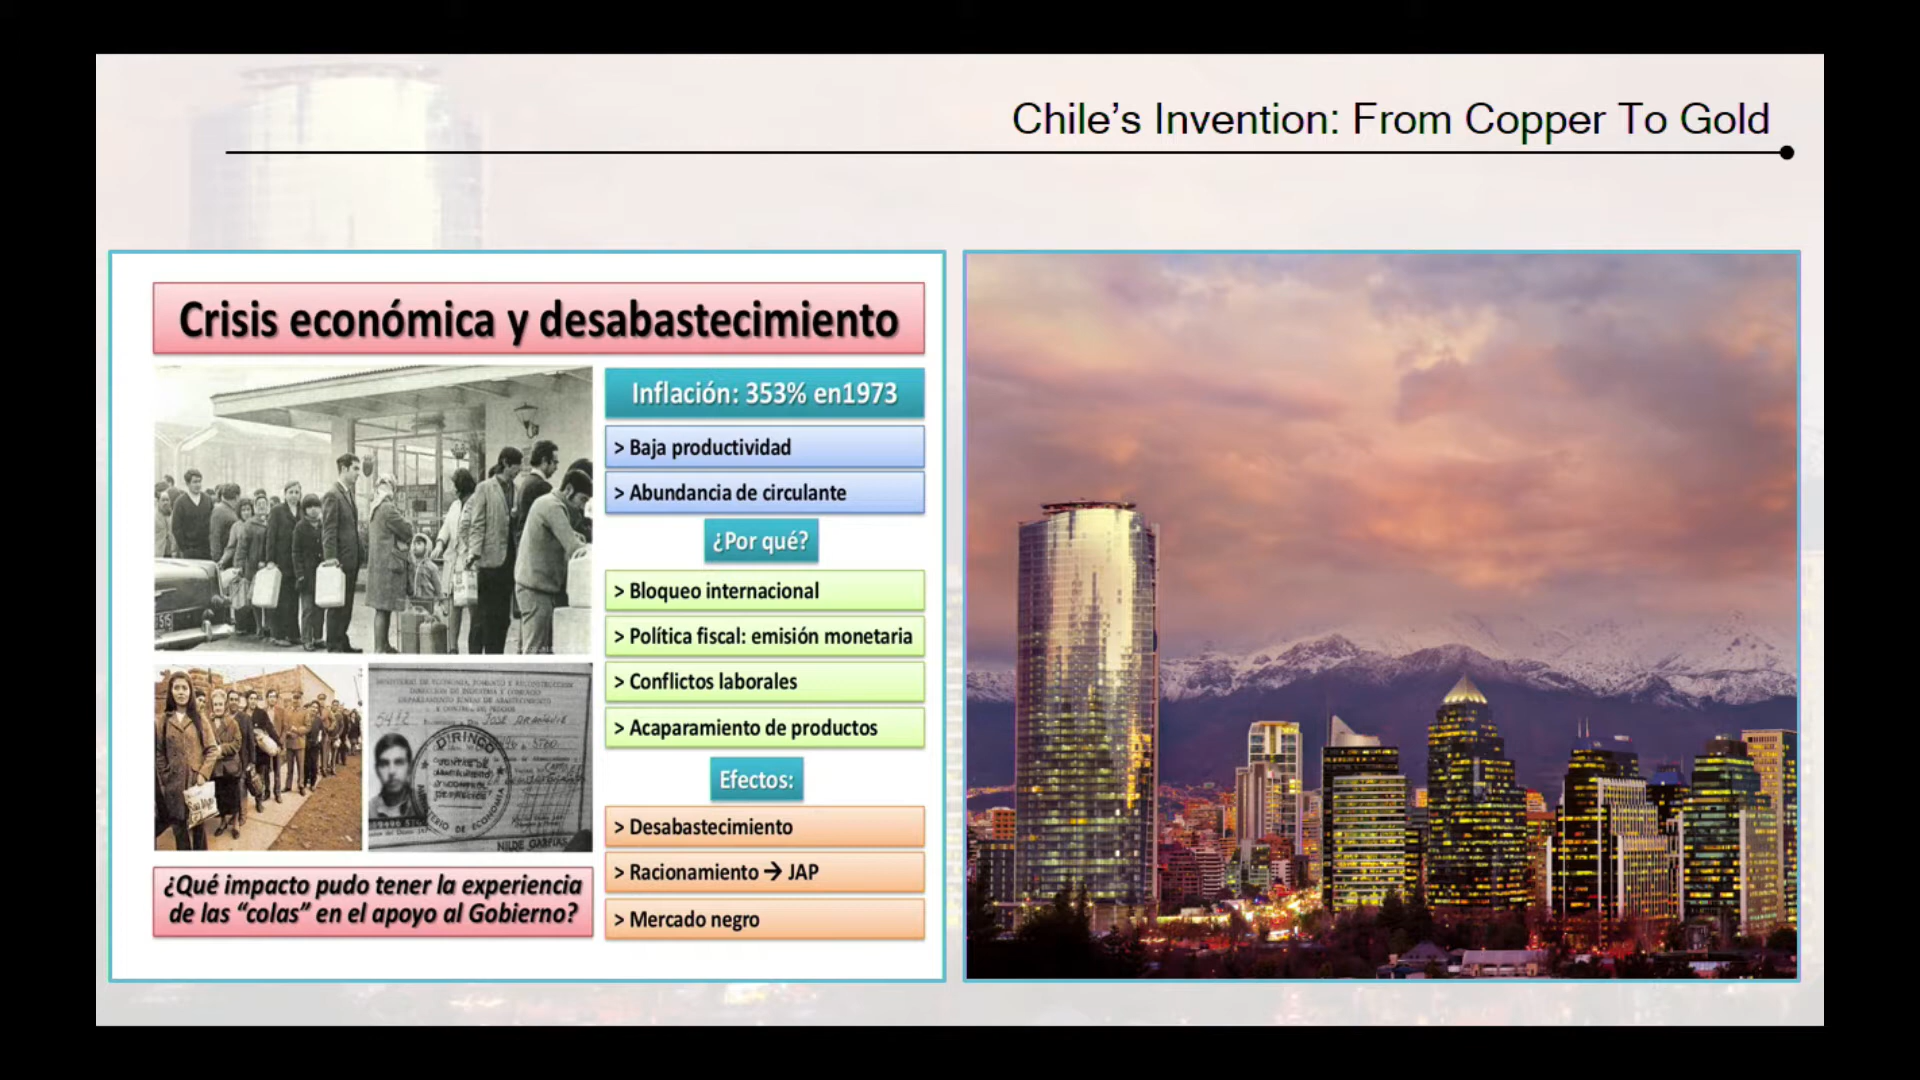 Chile’s Invention: From Copper To Gold
Crisis económica y desabastecimiento
Inflación: 353% en1973
> Baja productividad
> Abundancia de circulante
¿Por qué?
> Bloqueo internacional
> Política fiscal: emisión monetaria
> Conflictos laborales
> Acaparamiento de productos
Efectos:
> Desabastecimiento
> Racionamiento → JAP
> Mercado negro
DIRINCO
¿Qué impacto pudo tener la experiencia
de las “colas” en el apoyo al Gobierno?